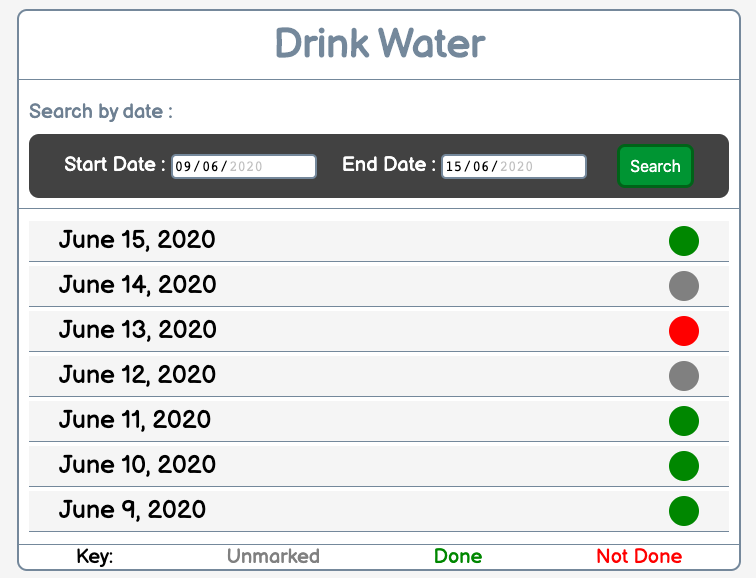 Drink Water
Search by date :
Start Date : 09/06/2020 End Date : 15/06/2020 Search
June 15, 2020
June 14, 2020
June 13, 2020
June 12, 2020
June 11, 2020
June 10, 2020
June 9, 2020
Key: Unmarked Done Not Done